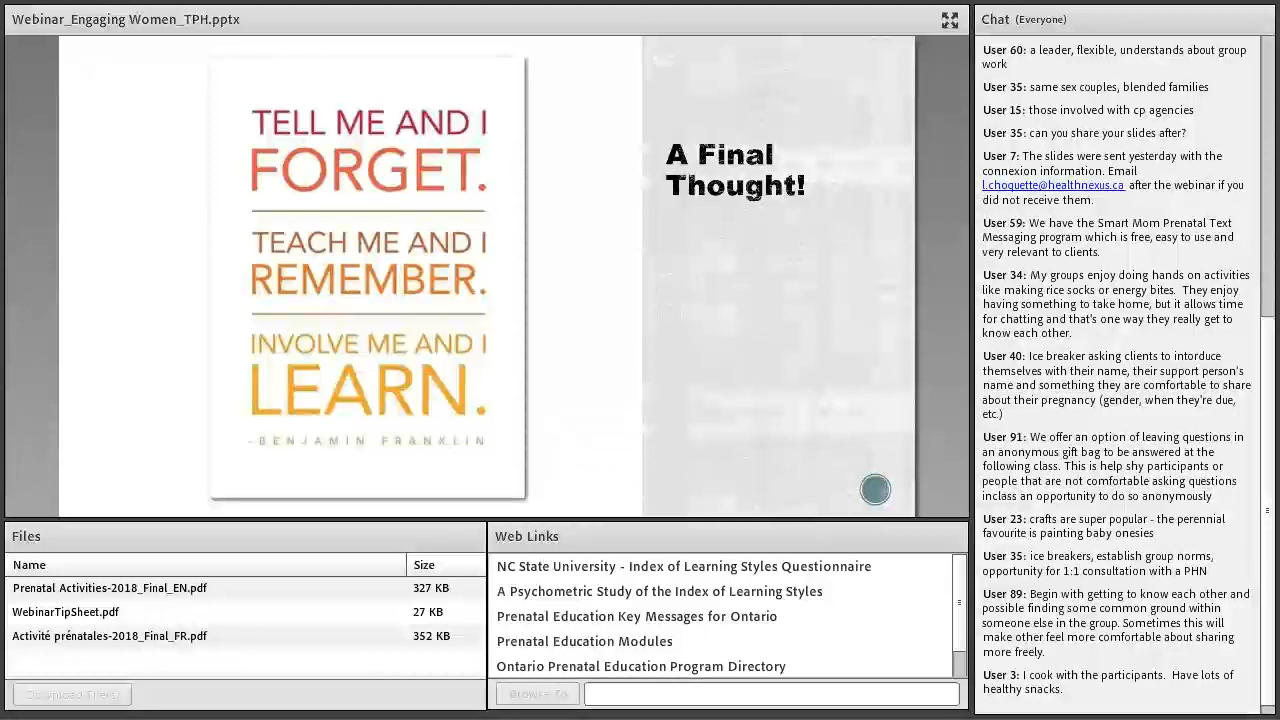 Webinar_Engaging Women_TPH.pptx
TELL ME AND I
FORGET.
TEACH ME AND I
REMEMBER.
INVOLVE ME AND I
LEARN.
-BENJAMIN FRANKLIN
A Final
Thought!
Files
Name Size
Prenatal Activities-2018_Final_EN.pdf 327 KB
WebinarTipSheet.pdf 27 KB
Activité prénatales-2018_Final_FR.pdf 352 KB
Download File(s)
Web Links
NC State University - Index of Learning Styles Questionnaire
A Psychometric Study of the Index of Learning Styles
Prenatal Education Key Messages for Ontario
Prenatal Education Modules
Ontario Prenatal Education Program Directory
Browse To
Chat (Everyone)
User 60: a leader, flexible, understands about group
work
User 35: same sex couples, blended families
User 15: those involved with cp agencies
User 35: can you share your slides after?
User 7: The slides were sent yesterday with the
connexion information. Email
l.choquette@healthnexus.ca after the webinar if you
did not receive them.
User 59: We have the Smart Mom Prenatal Text
Messaging program which is free, easy to use and
very relevant to clients.
User 34: My groups enjoy doing hands on activities
like making rice socks or energy bites. They enjoy
having something to take home, but it allows time
for chatting and that's one way they really get to
know each other.
User 40: Ice breaker asking clients to intorduce
themselves with their name, their support person's
name and something they are comfortable to share
about their pregnancy (gender, when they're due,
etc.)
User 91: We offer an option of leaving questions in
an anonymous gift bag to be answered at the
following class. This is help shy participants or
people that are not comfortable asking questions
inclass an opportunity to do so anonymously
User 23: crafts are super popular - the perennial
favourite is painting baby onesies
User 35: ice breakers, establish group norms,
opportunity for 1:1 consultation with a PHN
User 89: Begin with getting to know each other and
possible finding some common ground within
someone else in the group. Sometimes this will
make other feel more comfortable about sharing
more freely.
User 3: I cook with the participants. Have lots of
healthy snacks.